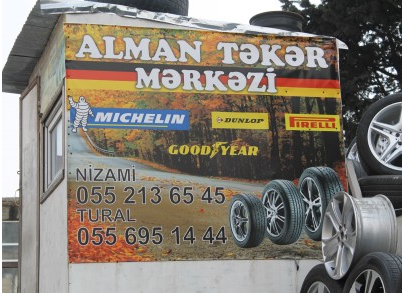 ALMAN TƏKƏR
MƏRKƏZİ
MICHELIN
DUNLOP
PIRELLI
GOODYEAR
NİZAMİ
055 213 65 45
TURAL
055 695 14 44